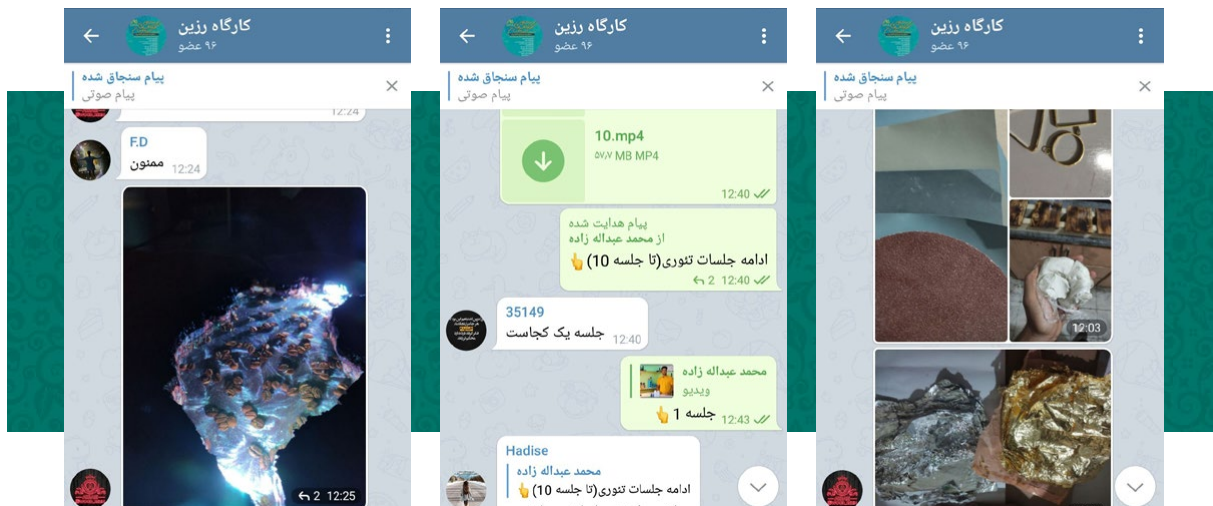 کارگاه رزین
۹۶ عضو
پیام سنجاق شده
پیام صوتی
12:24
F.D
ممنون
12:24
2 12:25
کارگاه رزین
۹۶ عضو
پیام سنجاق شده
پیام صوتی
10.mp4
۵۷٫۷ MB MP4
12:40
پیام هدایت شده
از محمد عبداله زاده
ادامه جلسات تئوری(تا جلسه 10)👆
2 12:40
35149
جلسه یک کجاست
12:40
محمد عبداله زاده
ویدیو
جلسه 1 👆
12:43
Hadise
محمد عبداله زاده
ادامه جلسات تئوری(تا جلسه 10)👆
کارگاه رزین
۹۶ عضو
پیام سنجاق شده
پیام صوتی
12:03